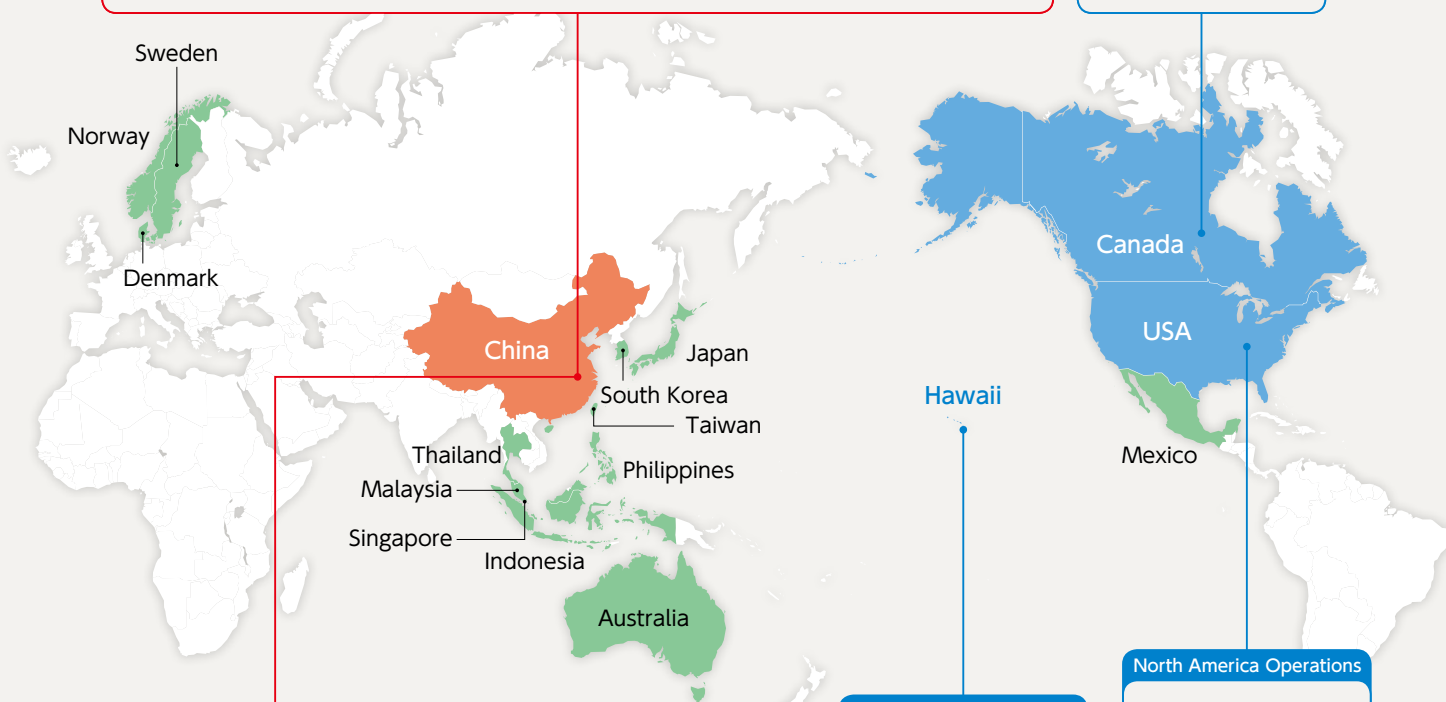 Sweden
Norway
Denmark
Canada
USA
China
Japan
South Korea
Hawaii
Taiwan
Thailand
Mexico
Philippines
Malaysia
Singapore
Indonesia
Australia
North America Operations